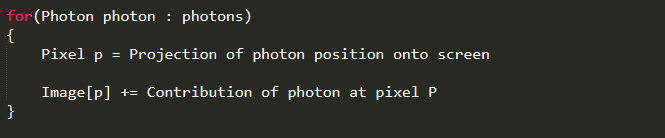 for(Photon photon : photons)
{
Pixel p = Projection of photon position onto screen
Image[p] += Contribution of photon at pixel P
}